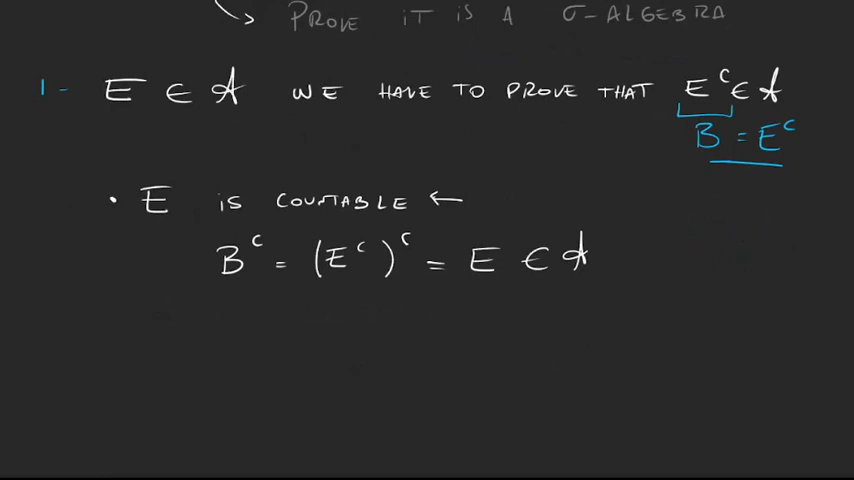 PROVE IT IS A σ-ALGEBRA
1- E ∈ A WE HAVE TO PROVE THAT E^c ∈ A
B = E^c
• E IS COUNTABLE ←
B^c = (E^c)^c = E ∈ A